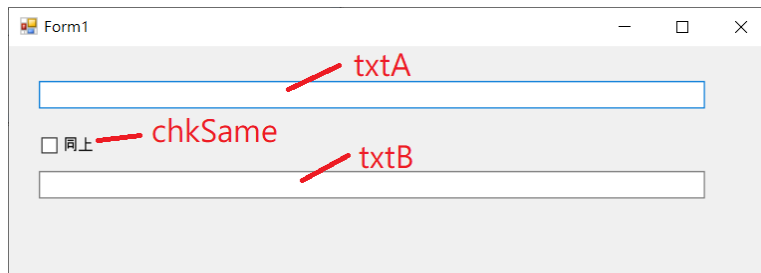 Form1
txtA
同上
chkSame
txtB